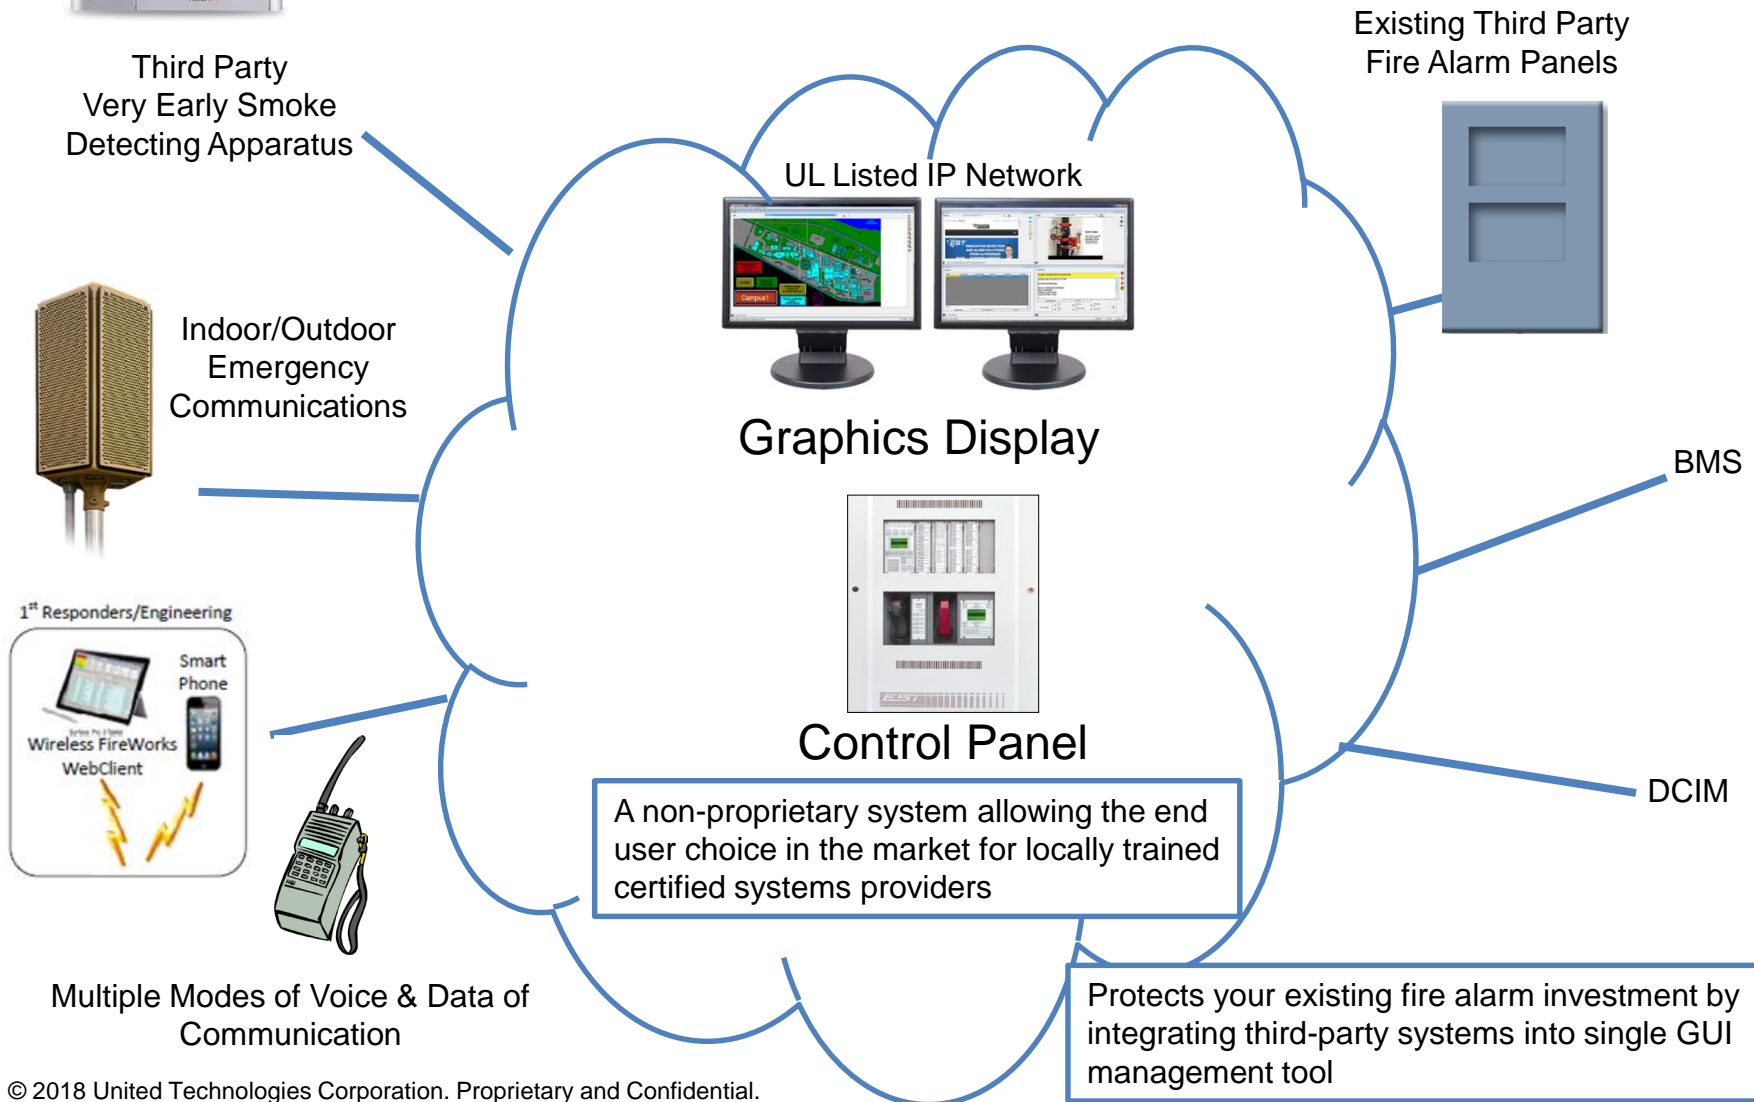 Third Party
Very Early Smoke
Detecting Apparatus
Existing Third Party
Fire Alarm Panels
UL Listed IP Network
EST
Campus1
Indoor/Outdoor
Emergency
Communications
Graphics Display
BMS
EST
1st Responders/Engineering
Smart
Phone
Wireless FireWorks
WebClient
Control Panel
DCIM
A non-proprietary system allowing the end
user choice in the market for locally trained
certified systems providers
Multiple Modes of Voice & Data of
Communication
Protects your existing fire alarm investment by
integrating third-party systems into single GUI
management tool
© 2018 United Technologies Corporation. Proprietary and Confidential.